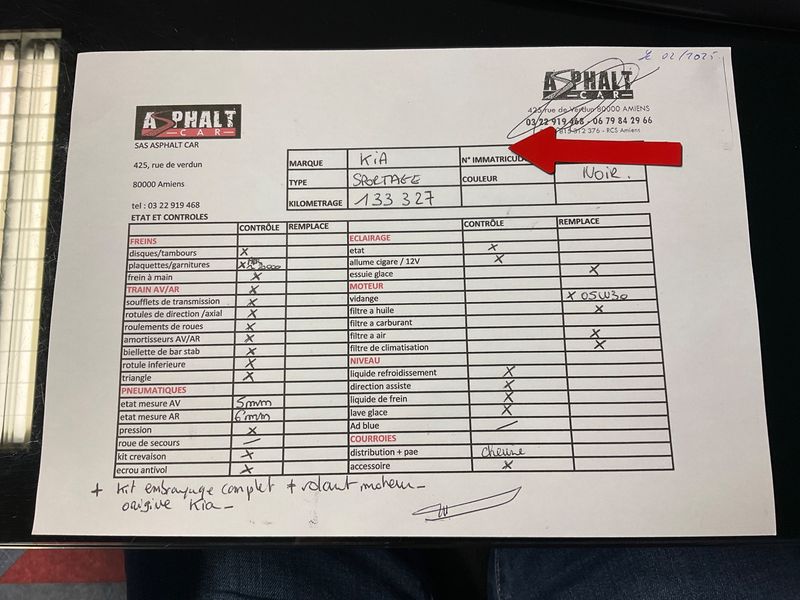 le 02/2025
ASPHALT
CAR
ASPHALT
CAR
425 rue de Verdun 80000 AMIENS
03 22 919 468 - 06 79 84 29 66
813 312 376 - RCS Amiens
SAS ASPHALT CAR
425, rue de verdun
80000 Amiens
tel : 03 22 919 468
MARQUE KIA N° IMMATRICUL
TYPE SPORTAGE COULEUR NOIR.
KILOMETRAGE 133 327
ETAT ET CONTROLES
CONTRÔLE REMPLACE CONTRÔLE REMPLACE
FREINS ECLAIRAGE
disques/tambours X etat X
plaquettes/garnitures X allume cigare / 12V X
frein à main X essuie glace X
TRAIN AV/AR X MOTEUR
soufflets de transmission X vidange X 05W30
rotules de direction /axial X filtre a huile X
roulements de roues X filtre a carburant
amortisseurs AV/AR X filtre a air X
biellette de bar stab X filtre de climatisation X
rotule inferieure X NIVEAU
triangle X liquide refroidissement X
PNEUMATIQUES direction assiste X
etat mesure AV 5mm liquide de frein X
etat mesure AR 6mm lave glace X
pression X Ad blue —
roue de secours — COURROIES
kit crevaison X distribution + pae chaine
ecrou antivol X accessoire X
+ Kit embrayage complet + volant moteur -
origine Kia -